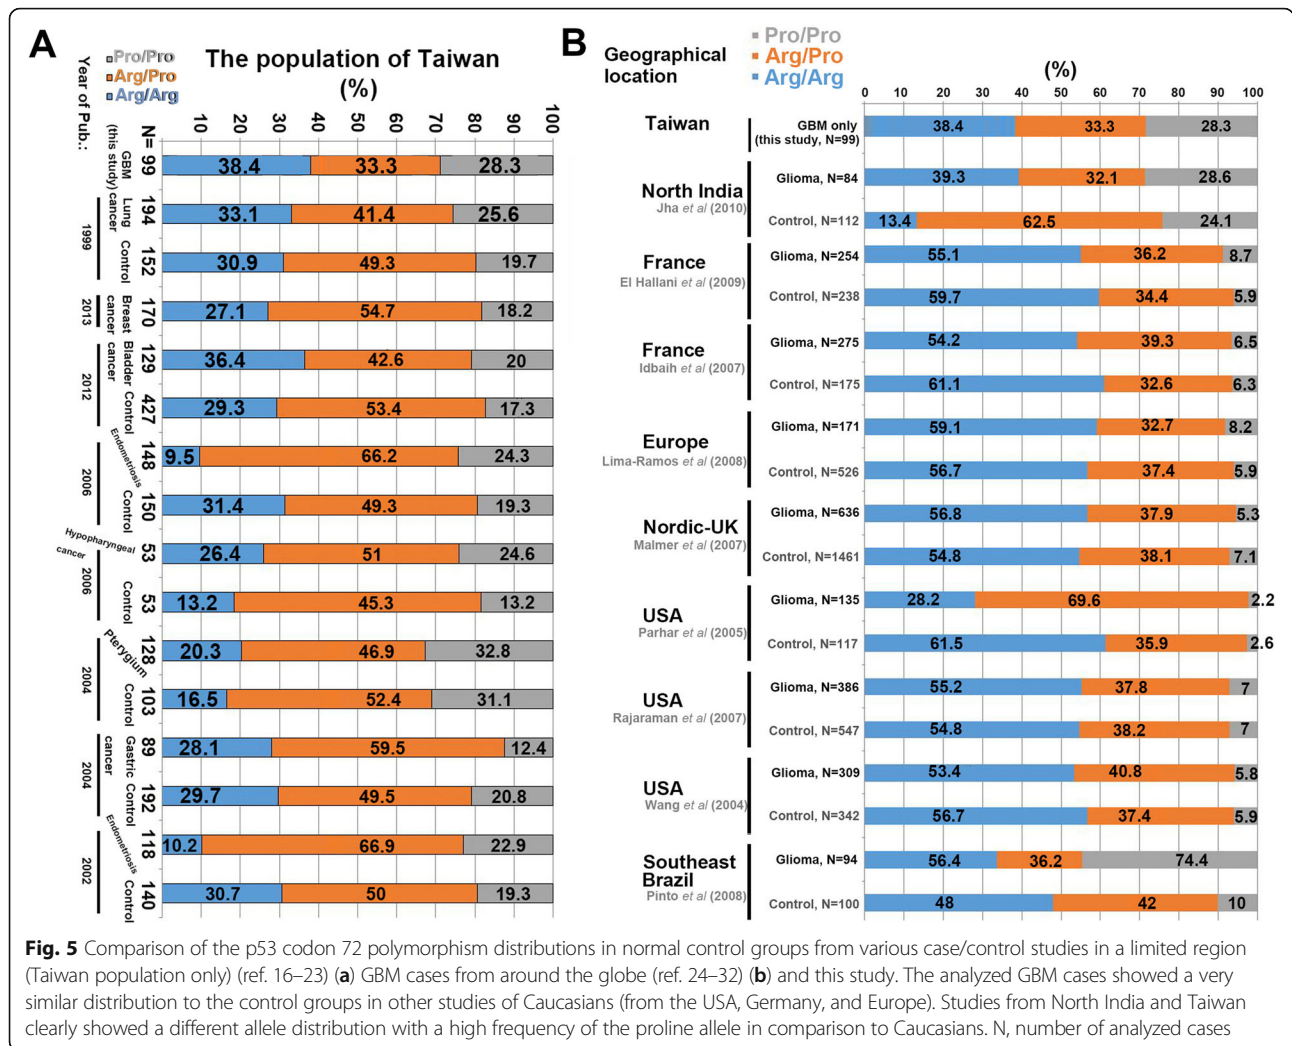 A
Pro/Pro
Arg/Pro
Arg/Arg
The population of Taiwan
(%)
Year of Pub.:
N=
10 20 30 40 50 60 70 80 90 100
GBM (this study) 99 38.4 33.3 28.3
1999
Lung cancer 194 33.1 41.4 25.6
Control 152 30.9 49.3 19.7
2013
Breast cancer 170 27.1 54.7 18.2
2012
Bladder cancer 129 36.4 42.6 20
Control 427 29.3 53.4 17.3
2006
Endometriosis 148 9.5 66.2 24.3
Control 150 31.4 49.3 19.3
2006
Hypopharyngeal cancer 53 26.4 51 24.6
Control 53 13.2 45.3 13.2
2004
Pterygium 128 20.3 46.9 32.8
Control 103 16.5 52.4 31.1
2004
Gastric cancer 89 28.1 59.5 12.4
Control 192 29.7 49.5 20.8
2002
Endometriosis 118 10.2 66.9 22.9
Control 140 30.7 50 19.3
B
Geographical
location
Pro/Pro
Arg/Pro
Arg/Arg
(%)
0 10 20 30 40 50 60 70 80 90 100
Taiwan
GBM only
(this study, N=99) 38.4 33.3 28.3
North India
Jha et al (2010)
Glioma, N=84 39.3 32.1 28.6
Control, N=112 13.4 62.5 24.1
France
El Hallani et al (2009)
Glioma, N=254 55.1 36.2 8.7
Control, N=238 59.7 34.4 5.9
France
Idbaih et al (2007)
Glioma, N=275 54.2 39.3 6.5
Control, N=175 61.1 32.6 6.3
Europe
Lima-Ramos et al (2008)
Glioma, N=171 59.1 32.7 8.2
Control, N=526 56.7 37.4 5.9
Nordic-UK
Malmer et al (2007)
Glioma, N=636 56.8 37.9 5.3
Control, N=1461 54.8 38.1 7.1
USA
Parhar et al (2005)
Glioma, N=135 28.2 69.6 2.2
Control, N=117 61.5 35.9 2.6
USA
Rajaraman et al (2007)
Glioma, N=386 55.2 37.8 7
Control, N=547 54.8 38.2 7
USA
Wang et al (2004)
Glioma, N=309 53.4 40.8 5.8
Control, N=342 56.7 37.4 5.9
Southeast
Brazil
Pinto et al (2008)
Glioma, N=94 56.4 36.2 74.4
Control, N=100 48 42 10
Fig. 5 Comparison of the p53 codon 72 polymorphism distributions in normal control groups from various case/control studies in a limited region
(Taiwan population only) (ref. 16–23) (a) GBM cases from around the globe (ref. 24–32) (b) and this study. The analyzed GBM cases showed a very
similar distribution to the control groups in other studies of Caucasians (from the USA, Germany, and Europe). Studies from North India and Taiwan
clearly showed a different allele distribution with a high frequency of the proline allele in comparison to Caucasians. N, number of analyzed cases